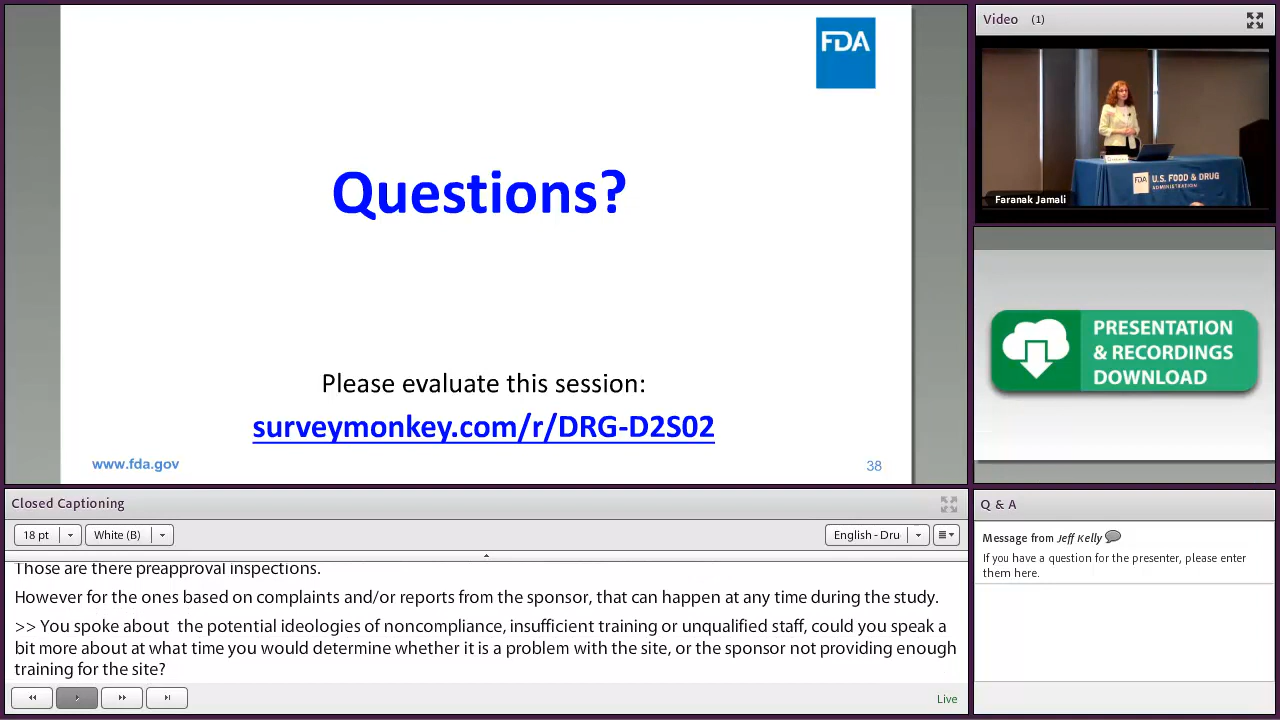 FDA
Questions?
Please evaluate this session:
surveymonkey.com/r/DRG-D2S02
www.fda.gov
38
Video (1)
FDA U.S. FOOD & DRUG
ADMINISTRATION
Faranak Jamali
PRESENTATION
& RECORDINGS
DOWNLOAD
Closed Captioning
18 pt
White (B)
English - Dru
Those are there preapproval inspections.
However for the ones based on complaints and/or reports from the sponsor, that can happen at any time during the study.
>> You spoke about the potential ideologies of noncompliance, insufficient training or unqualified staff, could you speak a
bit more about at what time you would determine whether it is a problem with the site, or the sponsor not providing enough
training for the site?
Live
Q & A
Message from Jeff Kelly
If you have a question for the presenter, please enter
them here.